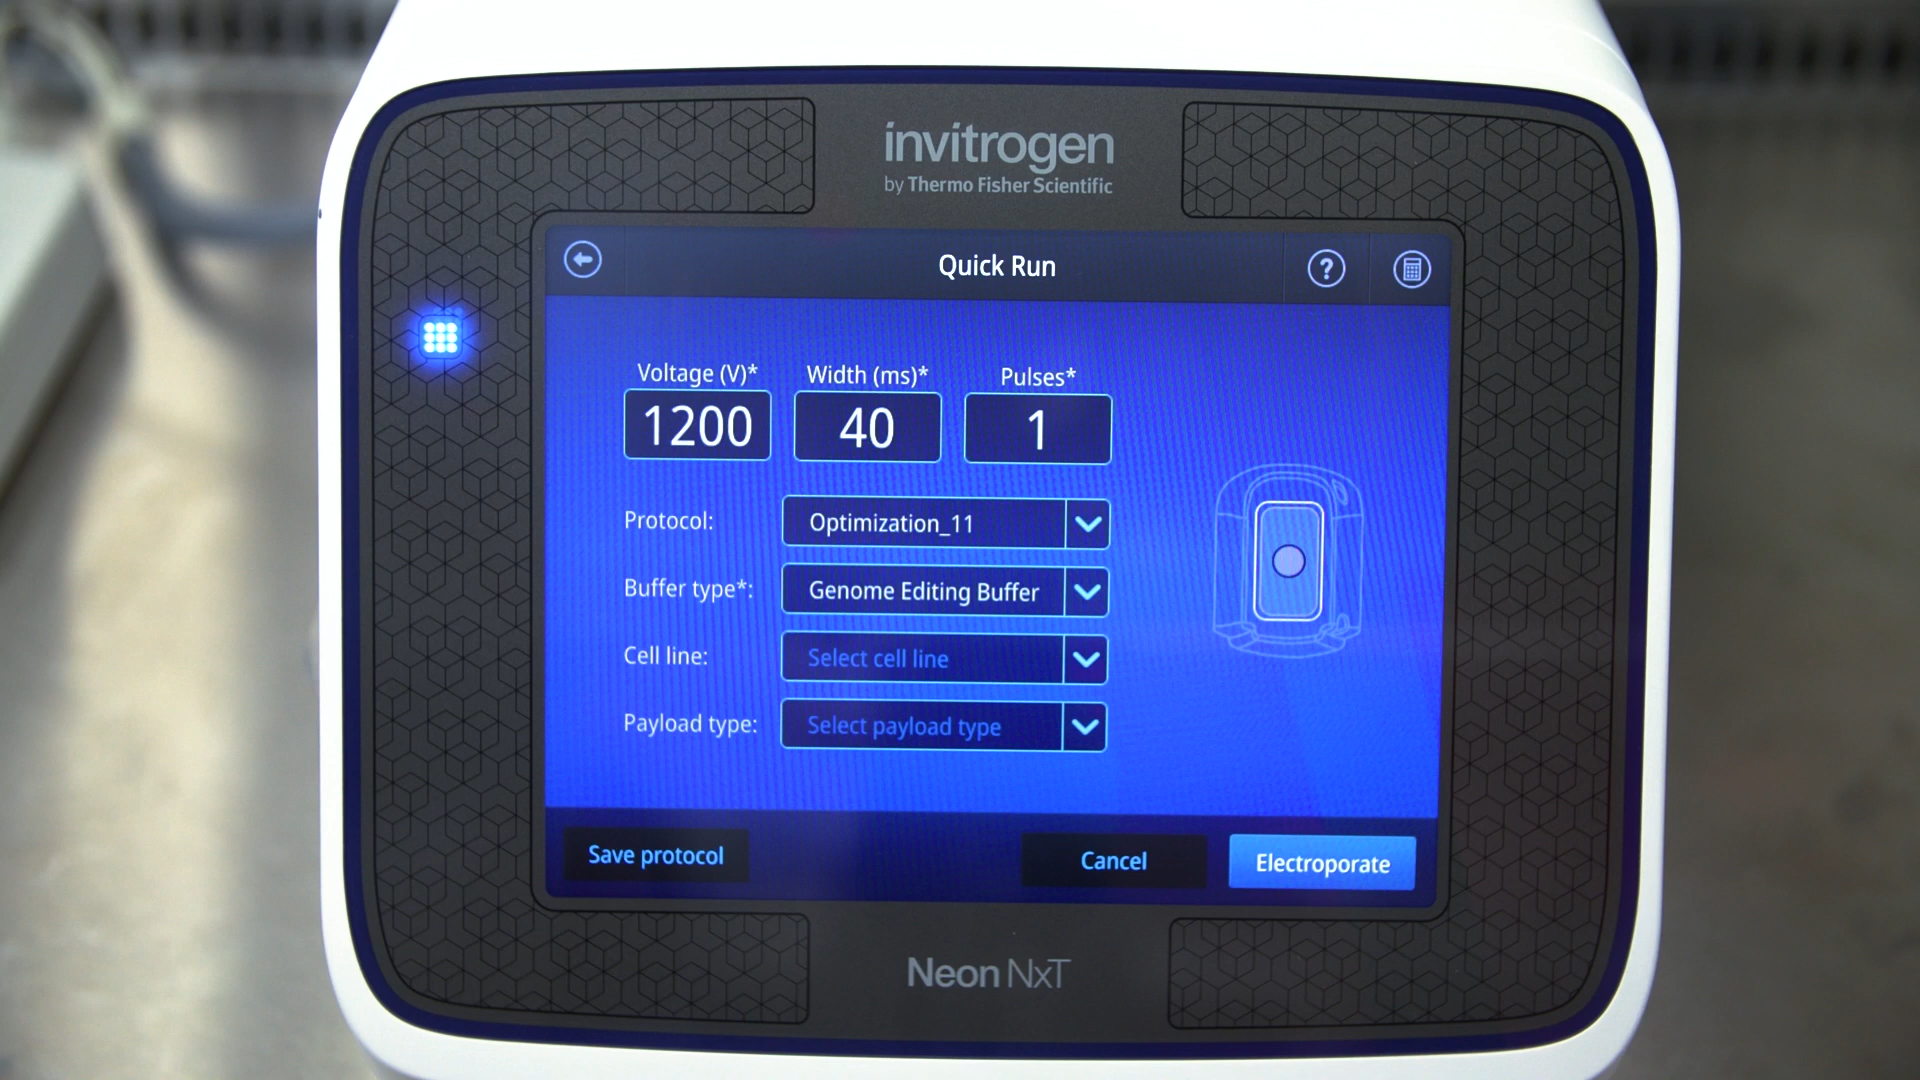 invitrogen
by Thermo Fisher Scientific
Quick Run
?
Voltage (V)* Width (ms)* Pulses*
1200 40 1
Protocol: Optimization_11
Buffer type*: Genome Editing Buffer
Cell line: Select cell line
Payload type: Select payload type
Save protocol Cancel Electroporate
Neon NxT